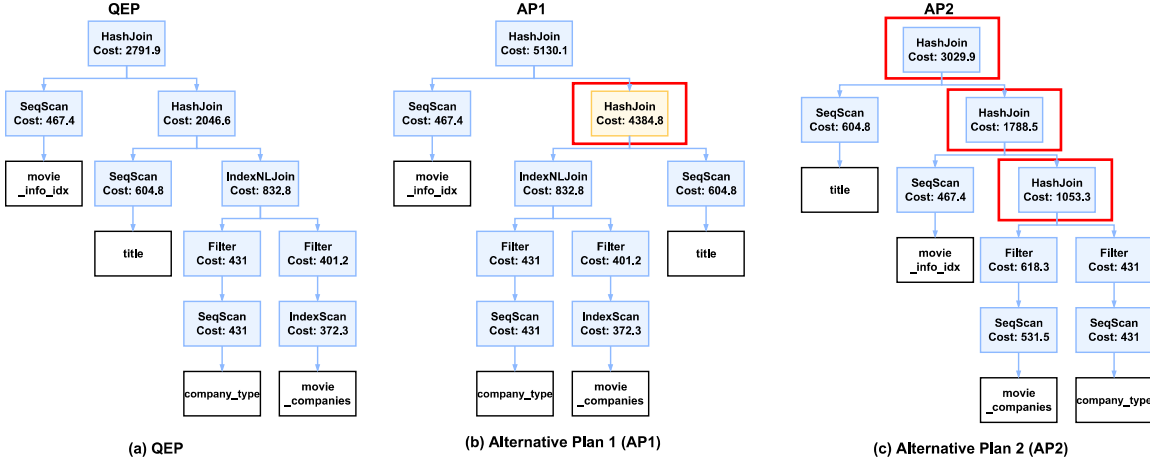 QEP
HashJoin
Cost: 2791.9
SeqScan
Cost: 467.4
HashJoin
Cost: 2046.6
movie
_info_idx
SeqScan
Cost: 604.8
IndexNLJoin
Cost: 832.8
title
Filter
Cost: 431
Filter
Cost: 401.2
SeqScan
Cost: 431
IndexScan
Cost: 372.3
company_type
movie
_companies
(a) QEP
AP1
HashJoin
Cost: 5130.1
SeqScan
Cost: 467.4
HashJoin
Cost: 4384.8
movie
_info_idx
IndexNLJoin
Cost: 832.8
SeqScan
Cost: 604.8
Filter
Cost: 431
Filter
Cost: 401.2
title
SeqScan
Cost: 431
IndexScan
Cost: 372.3
company_type
movie
_companies
(b) Alternative Plan 1 (AP1)
AP2
HashJoin
Cost: 3029.9
SeqScan
Cost: 604.8
HashJoin
Cost: 1788.5
title
SeqScan
Cost: 467.4
HashJoin
Cost: 1053.3
movie
_info_idx
Filter
Cost: 618.3
Filter
Cost: 431
SeqScan
Cost: 531.5
SeqScan
Cost: 431
movie
_companies
company_type
(c) Alternative Plan 2 (AP2)